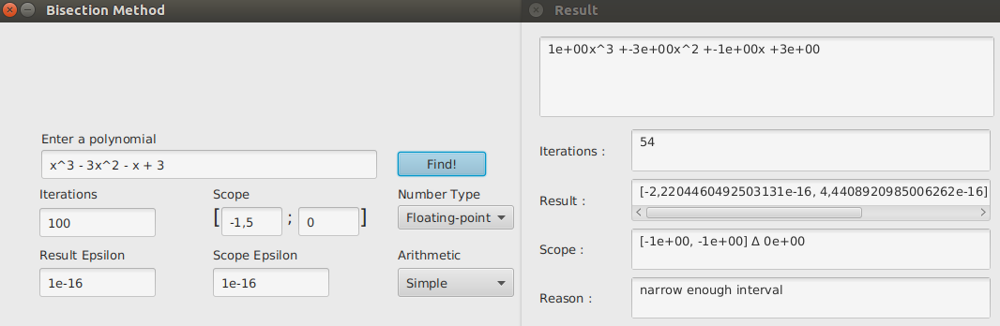 Bisection Method
Enter a polynomial
x^3 - 3x^2 - x + 3
Find!
Iterations
Scope
Number Type
100
[ -1,5 ; 0 ]
Floating-point
Result Epsilon
Scope Epsilon
Arithmetic
1e-16
1e-16
Simple
Result
1e+00x^3 +-3e+00x^2 +-1e+00x +3e+00
Iterations :
54
Result :
[-2,2204460492503131e-16, 4,4408920985006262e-16]
Scope :
[-1e+00, -1e+00] Δ 0e+00
Reason :
narrow enough interval